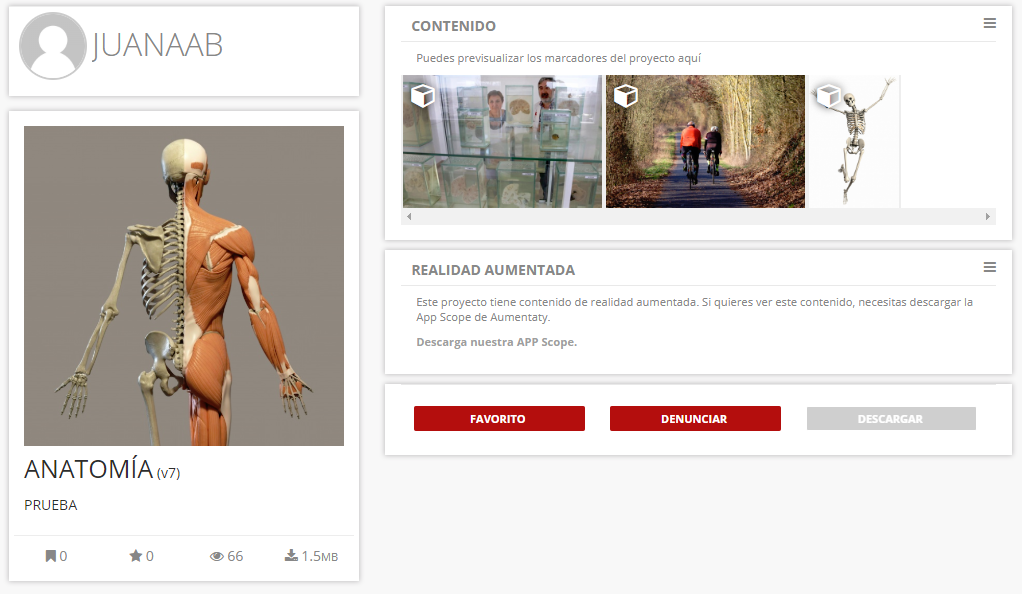 JUANAAB
ANATOMÍA (v7)
PRUEBA
0
0
66
1.5MB
CONTENIDO
Puedes previsualizar los marcadores del proyecto aquí
REALIDAD AUMENTADA
Este proyecto tiene contenido de realidad aumentada. Si quieres ver este contenido, necesitas descargar la
App Scope de Aumentaty.
Descarga nuestra APP Scope.
FAVORITO
DENUNCIAR
DESCARGAR